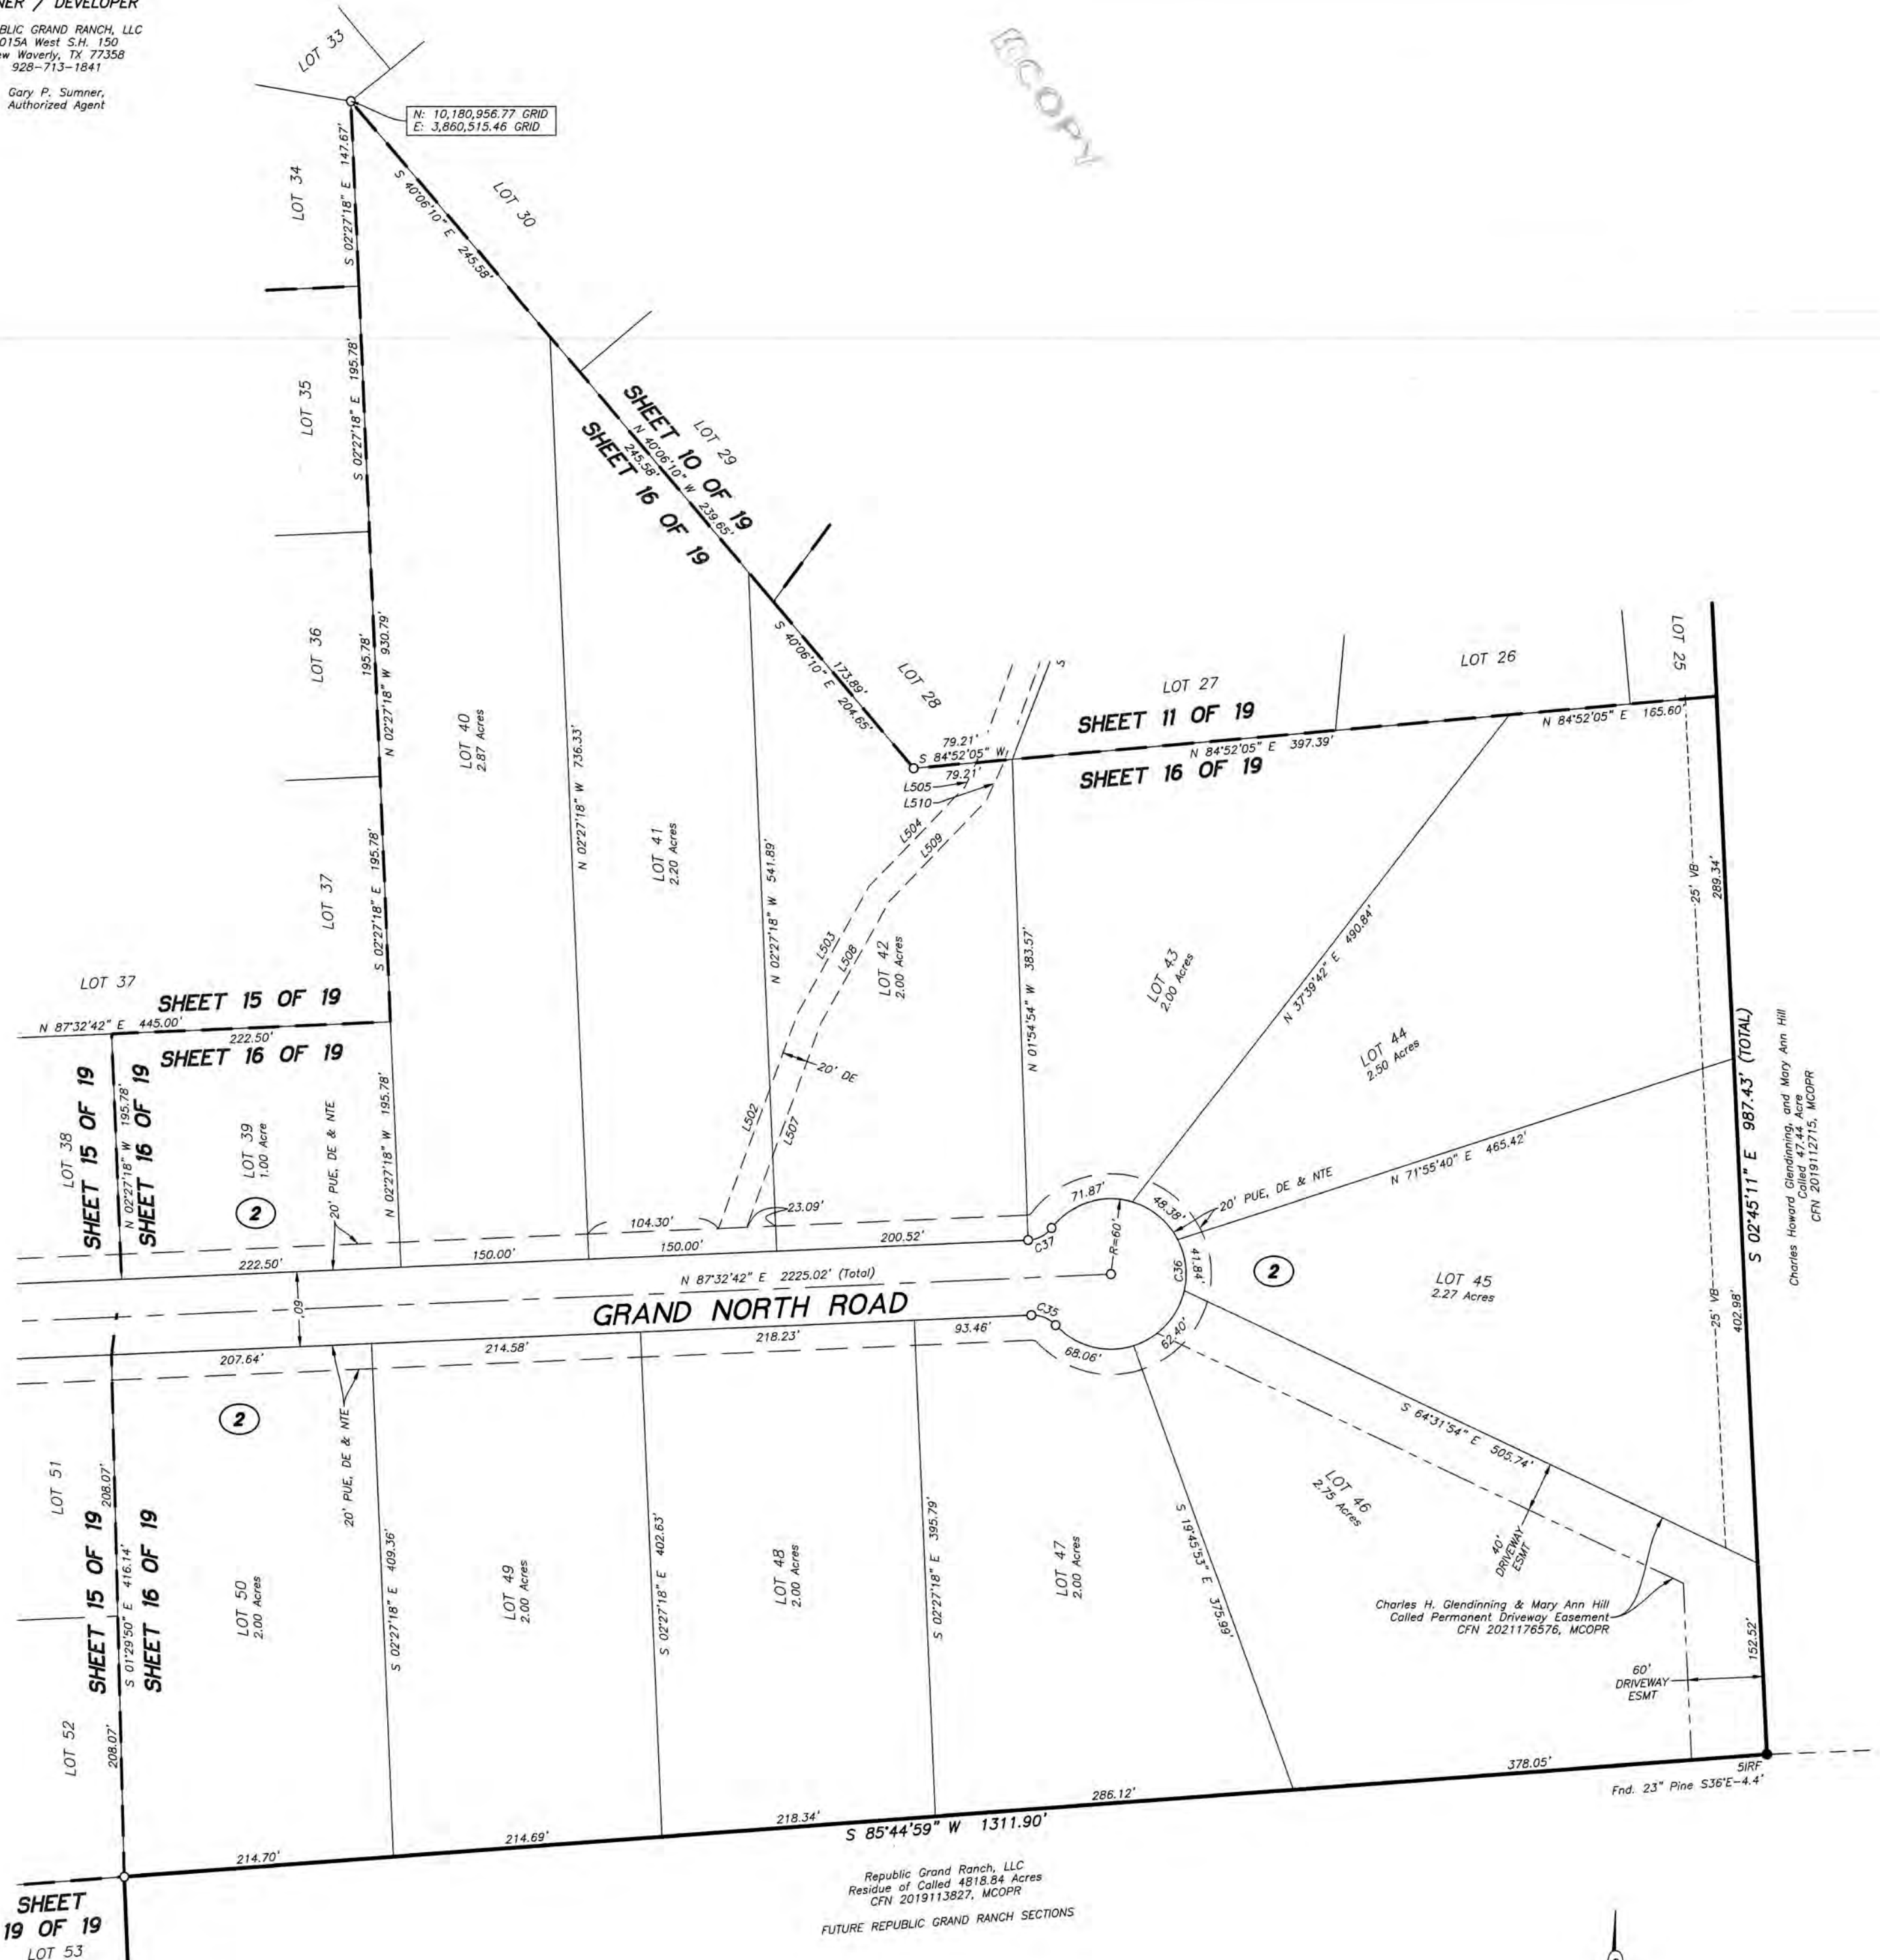 NER / DEVELOPER
BLIC GRAND RANCH, LLC
015A West S.H. 150
w Waverly, TX 77358
928-713-1841
Gary P. Sumner,
Authorized Agent
COPY
LOT 33
N: 10,180,956.77 GRID
E: 3,860,515.46 GRID
LOT 34
S 02°27'18" E 147.67'
S 40°06'10" E 245.58'
LOT 30
LOT 35
S 02°27'18" E 195.78'
SHEET 10 OF 19
N 40°06'10" W 239.65'
245.58'
SHEET 16 OF 19
LOT 29
LOT 36
195.78'
N 02°27'18" W 930.79'
LOT 40
2.87 Acres
N 02°27'18" W 736.33'
S 40°06'10" E 204.65'
173.89'
LOT 28
LOT 27
LOT 26
LOT 25
SHEET 11 OF 19
79.21'
S 84°52'05" W
79.21'
N 84°52'05" E 397.39'
N 84°52'05" E 165.60'
SHEET 16 OF 19
L505
L510
L504
L509
LOT 37
S 02°27'18" E 195.78'
LOT 41
2.20 Acres
N 02°27'18" W 541.89'
L503
L508
LOT 42
2.00 Acres
N 01°54'54" W 383.57'
LOT 43
2.00 Acres
N 37°39'42" E 490.84'
25' VB
289.34'
LOT 44
2.50 Acres
LOT 37
SHEET 15 OF 19
N 87°32'42" E 445.00'
222.50'
SHEET 16 OF 19
20' DE
L502
L507
LOT 38
SHEET 15 OF 19
N 02°27'18" W 195.78'
SHEET 16 OF 19
LOT 39
1.00 Acre
2
20' PUE, DE & NTE
N 02°27'18" W 195.78'
N 71°55'40" E 465.42'
20' PUE, DE & NTE
S 02°45'11" E 987.43' (TOTAL)
Charles Howard Glendinning, and Mary Ann Hill
Called 47.44 Acre
CFN 2019112715, MCOPR
104.30'
23.09'
71.87'
48.38'
222.50'
150.00'
150.00'
200.52'
C37
R=60'
41.84'
C36
2
LOT 45
2.27 Acres
N 87°32'42" E 2225.02' (Total)
60'
GRAND NORTH ROAD
C35
207.64'
214.58'
218.23'
93.46'
68.06'
62.40'
25' VB
402.98'
2
20' PUE, DE & NTE
S 64°31'54" E 505.74'
LOT 51
208.07'
SHEET 15 OF 19
S 01°29'50" E 416.14'
SHEET 16 OF 19
LOT 50
2.00 Acres
S 02°27'18" E 409.36'
LOT 49
2.00 Acres
S 02°27'18" E 402.63'
LOT 48
2.00 Acres
S 02°27'18" E 395.79'
LOT 47
2.00 Acres
S 19°45'53" E 375.99'
LOT 46
2.75 Acres
40'
DRIVEWAY
ESMT
Charles H. Glendinning & Mary Ann Hill
Called Permanent Driveway Easement
CFN 2021176576, MCOPR
152.52'
60'
DRIVEWAY
ESMT
LOT 52
208.07'
378.05'
5IRF
Fnd. 23" Pine S36°E-4.4'
286.12'
218.34'
S 85°44'59" W 1311.90'
214.69'
214.70'
Republic Grand Ranch, LLC
Residue of Called 4818.84 Acres
CFN 2019113827, MCOPR
FUTURE REPUBLIC GRAND RANCH SECTIONS
SHEET
19 OF 19
LOT 53